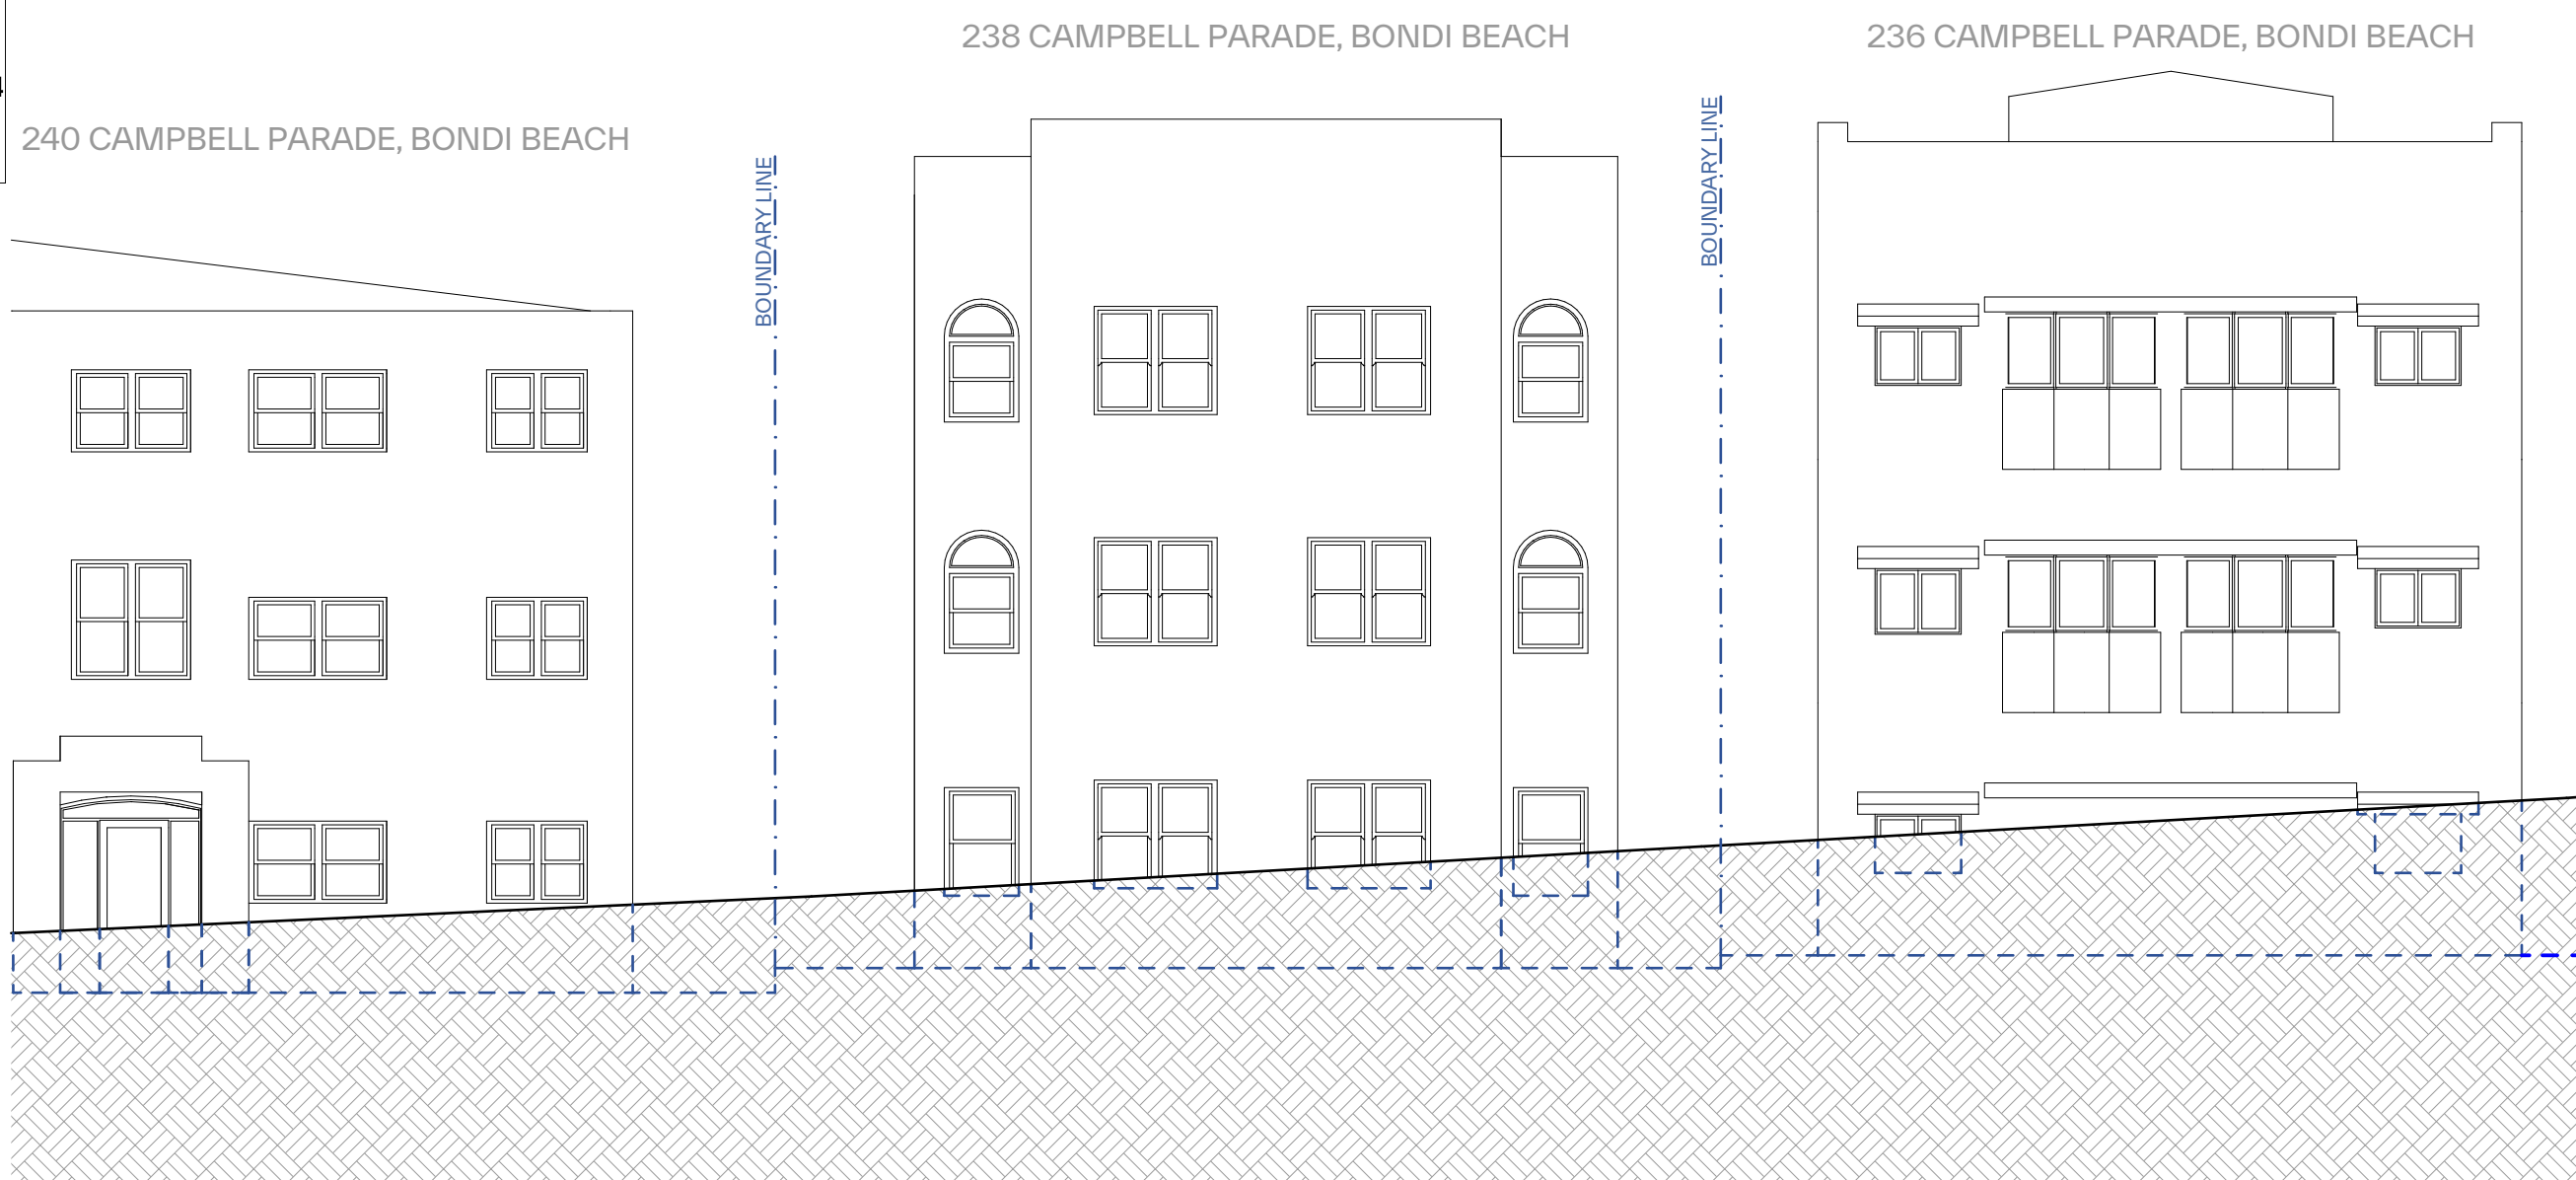 238 CAMPBELL PARADE, BONDI BEACH
236 CAMPBELL PARADE, BONDI BEACH
240 CAMPBELL PARADE, BONDI BEACH
BOUNDARY LINE
BOUNDARY LINE